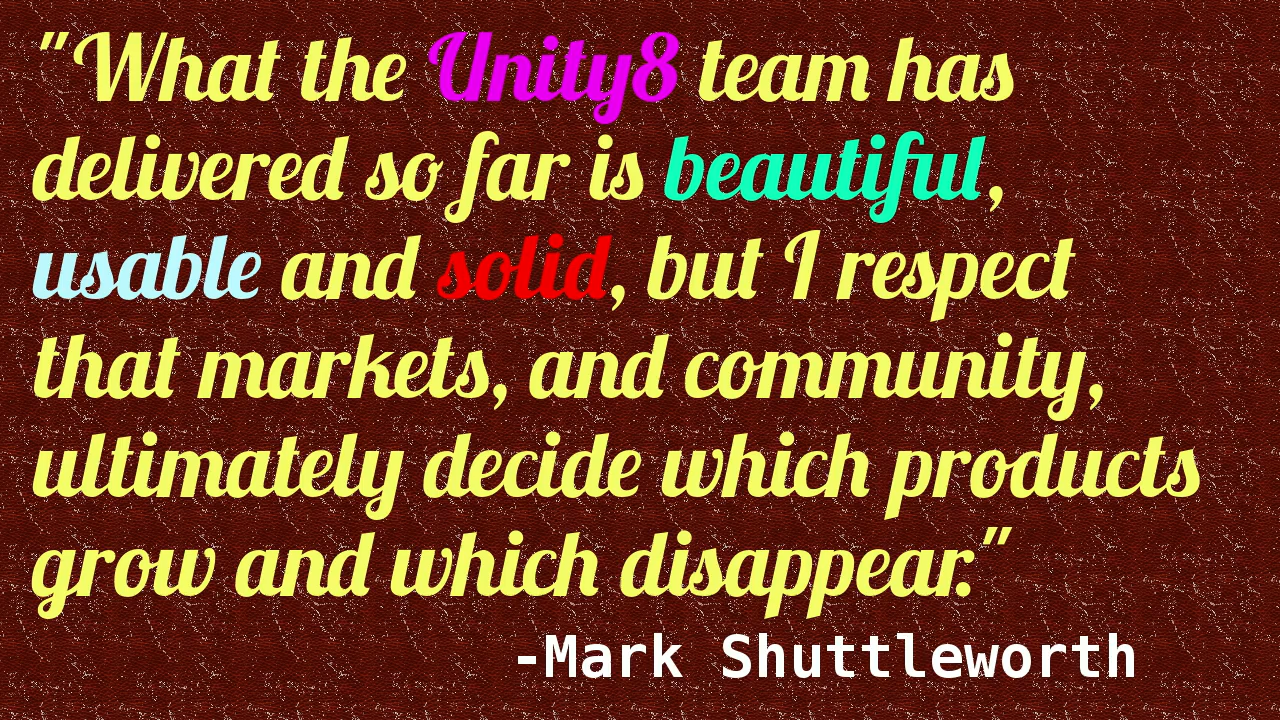 "What the Unity8 team has
delivered so far is beautiful,
usable and solid, but I respect
that markets, and community,
ultimately decide which products
grow and which disappear."
-Mark Shuttleworth